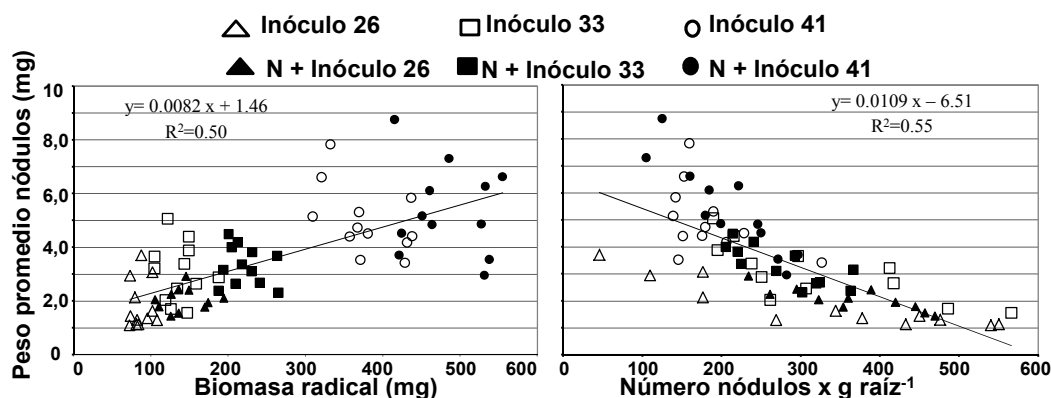 Inóculo 26 Inóculo 33 Inóculo 41
N + Inóculo 26 N + Inóculo 33 N + Inóculo 41
Peso promedio nódulos (mg)
10
8,0
6,0
4,0
2,0
0
y= 0.0082 x + 1.46
R²=0.50
100 200 300 400 500 600
Biomasa radical (mg)
y= 0.0109 x – 6.51
R²=0.55
0 100 200 300 400 500 600
Número nódulos x g raíz⁻¹